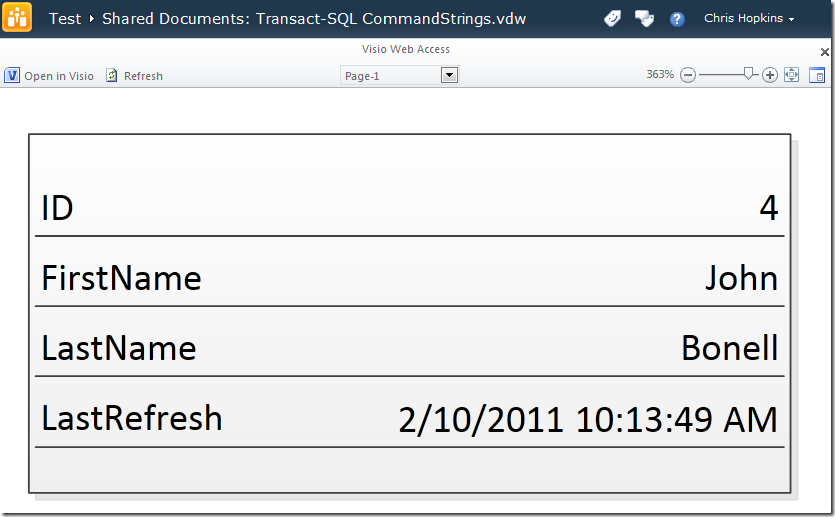 Test ▸ Shared Documents: Transact-SQL CommandStrings.vdw Chris Hopkins
Visio Web Access
Open in Visio Refresh Page-1 363%
ID 4
FirstName John
LastName Bonell
LastRefresh 2/10/2011 10:13:49 AM